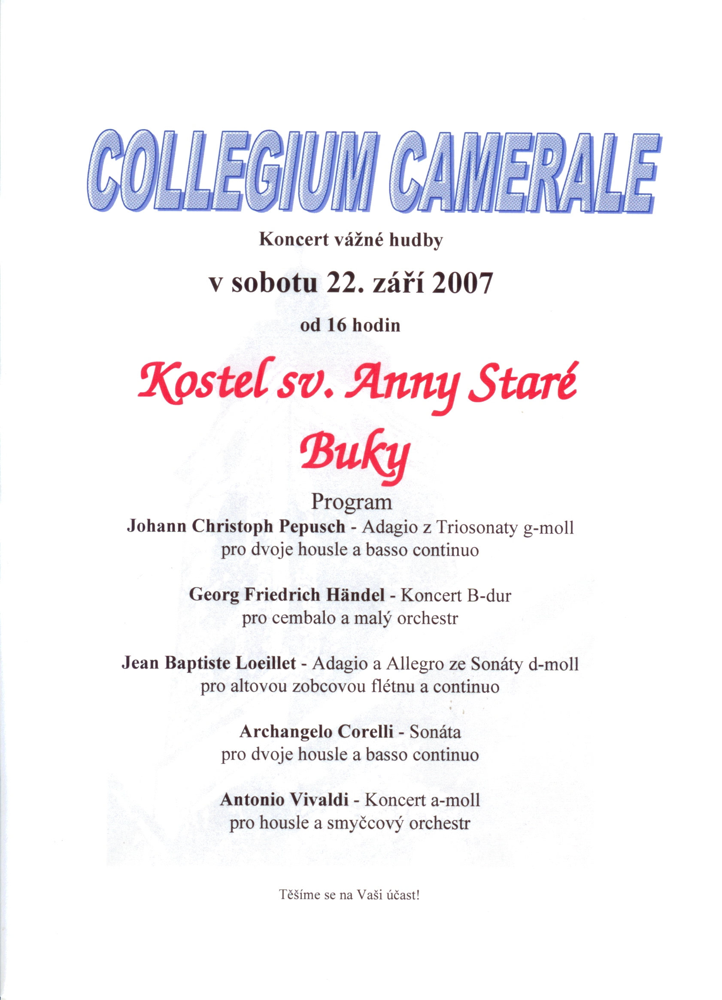 COLLEGIUM CAMERALE
Koncert vážné hudby
v sobotu 22. září 2007
od 16 hodin
Kostel sv. Anny Staré
Buky
Program
Johann Christoph Pepusch - Adagio z Triosonaty g-moll
pro dvoje housle a basso continuo
Georg Friedrich Händel - Koncert B-dur
pro cembalo a malý orchestr
Jean Baptiste Loeillet - Adagio a Allegro ze Sonáty d-moll
pro altovou zobcovou flétnu a continuo
Archangelo Corelli - Sonáta
pro dvoje housle a basso continuo
Antonio Vivaldi - Koncert a-moll
pro housle a smyčcový orchestr
Těšíme se na Vaši účast!